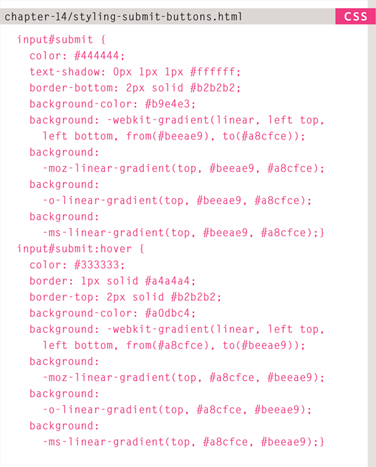 chapter-14/styling-submit-buttons.html CSS
input#submit {
color: #444444;
text-shadow: 0px 1px 1px #ffffff;
border-bottom: 2px solid #b2b2b2;
background-color: #b9e4e3;
background: -webkit-gradient(linear, left top,
left bottom, from(#beeae9), to(#a8cfce));
background:
-moz-linear-gradient(top, #beeae9, #a8cfce);
background:
-o-linear-gradient(top, #beeae9, #a8cfce);
background:
-ms-linear-gradient(top, #beeae9, #a8cfce);}
input#submit:hover {
color: #333333;
border: 1px solid #a4a4a4;
border-top: 2px solid #b2b2b2;
background-color: #a0dbc4;
background: -webkit-gradient(linear, left top,
left bottom, from(#a8cfce), to(#beeae9));
background:
-moz-linear-gradient(top, #a8cfce, #beeae9);
background:
-o-linear-gradient(top, #a8cfce, #beeae9);
background:
-ms-linear-gradient(top, #a8cfce, #beeae9);}